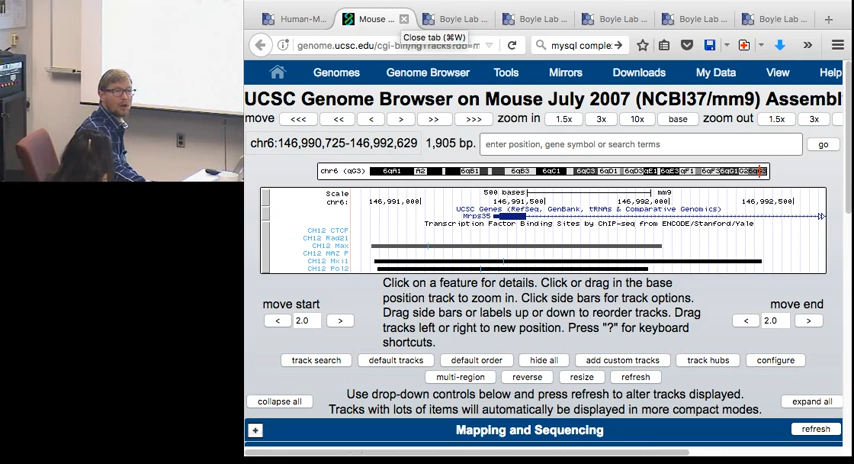 Human-M...
Mouse ...
Boyle Lab ...
Boyle Lab ...
Boyle Lab ...
Boyle Lab ...
Boyle Lab ...
Close tab (⌘W)
genome.ucsc.edu/cgi-bin/hgTracks?db=m
mysql comple
Genomes Genome Browser Tools Mirrors Downloads My Data View Help
UCSC Genome Browser on Mouse July 2007 (NCBI37/mm9) Assembl
move <<< << < > >> >>> zoom in 1.5x 3x 10x base zoom out 1.5x 3x
chr6:146,990,725-146,992,629 1,905 bp. enter position, gene symbol or search terms go
chr6 (qG3) 6qA1 A2 6qB1 6qB3 6qC1 6qC3 6qD1 6qD3 6qE1 6qE3 6qF1 6qF3 6qG1 G2 6qG3
Scale 500 bases mm9
chr6: 146,991,000| 146,991,500| 146,992,000| 146,992,500|
UCSC Genes (RefSeq, GenBank, tRNAs & Comparative Genomics)
Mrps35
Transcription Factor Binding Sites by ChIP-seq from ENCODE/Stanford/Yale
CH12 CTCF
CH12 Rad21
CH12 Max
CH12 MAZ P
CH12 Mxi1
CH12 Pol2
move start
< 2.0 >
Click on a feature for details. Click or drag in the base
position track to zoom in. Click side bars for track options.
Drag side bars or labels up or down to reorder tracks. Drag
tracks left or right to new position. Press "?" for keyboard
shortcuts.
move end
< 2.0 >
track search default tracks default order hide all add custom tracks track hubs configure
multi-region reverse resize refresh
collapse all
Use drop-down controls below and press refresh to alter tracks displayed.
Tracks with lots of items will automatically be displayed in more compact modes.
expand all
+ Mapping and Sequencing refresh